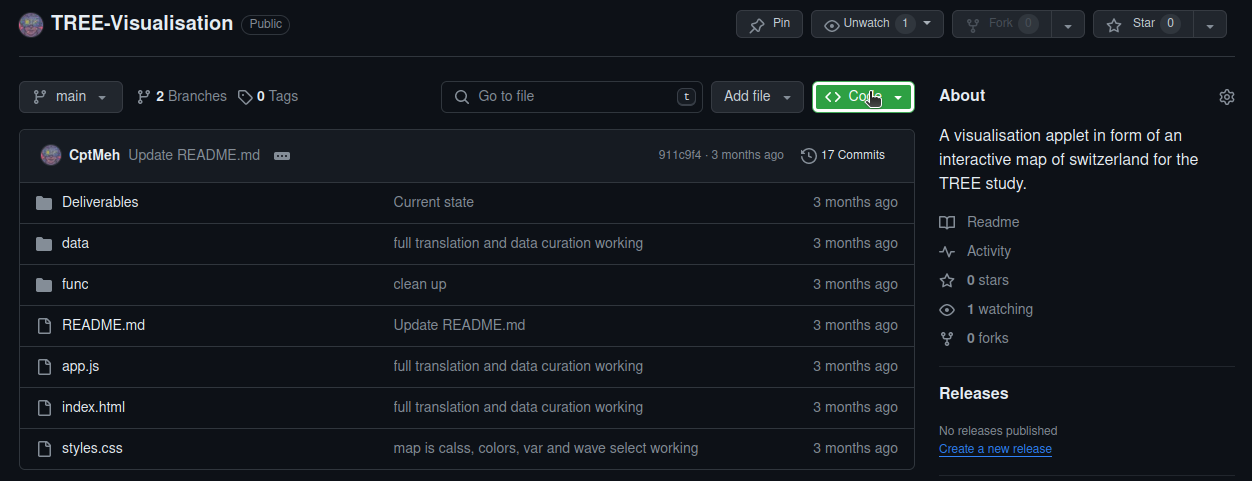 TREE-Visualisation Public Pin Unwatch 1 Fork 0 Star 0
main 2 Branches 0 Tags Go to file t Add file Code
CptMeh Update README.md 911c9f4 · 3 months ago 17 Commits
Deliverables Current state 3 months ago
data full translation and data curation working 3 months ago
func clean up 3 months ago
README.md Update README.md 3 months ago
app.js full translation and data curation working 3 months ago
index.html full translation and data curation working 3 months ago
styles.css map is calss, colors, var and wave select working 3 months ago
About
A visualisation applet in form of an
interactive map of switzerland for the
TREE study.
Readme
Activity
0 stars
1 watching
0 forks
Releases
No releases published
Create a new release